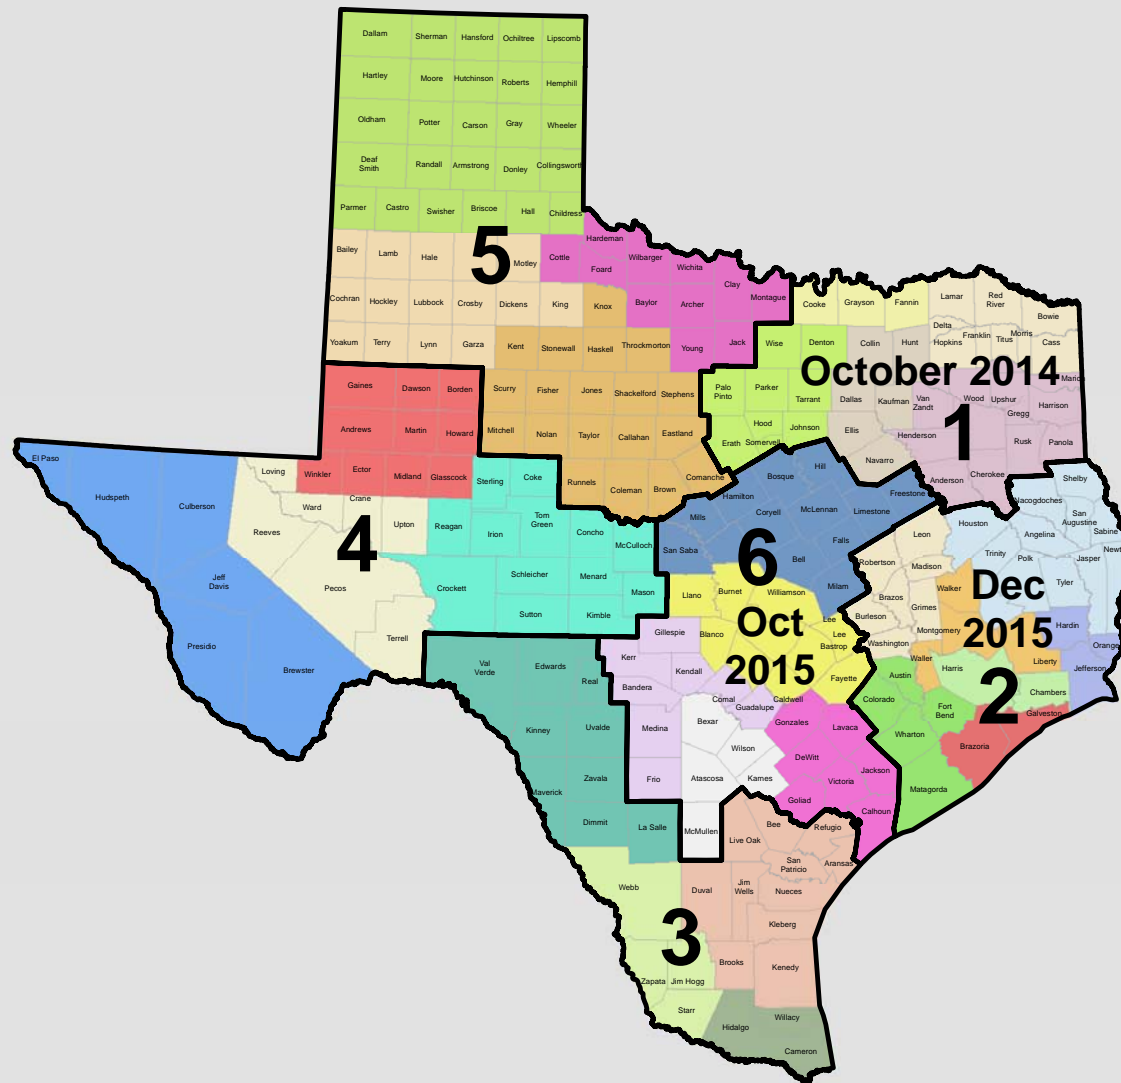 Dallam Sherman Hansford Ochiltree Lipscomb
Hartley Moore Hutchinson Roberts Hemphill
Oldham Potter Carson Gray Wheeler
Deaf
Smith Randall Armstrong Donley Collingsworth
Parmer Castro Swisher Briscoe Hall Childress
5
Bailey Lamb Hale Motley Cottle Hardeman
Foard Wilbarger Wichita Clay Montague
Cochran Hockley Lubbock Crosby Dickens King Knox Baylor Archer
Yoakum Terry Lynn Garza Kent Stonewall Haskell Throckmorton Young Jack
Cooke Grayson Fannin Lamar Red
River Bowie
Wise Denton Collin Hunt Delta
Hopkins Franklin Titus Morris
Cass
October 2014
1
Palo
Pinto Parker Tarrant Dallas Kaufman Van
Zandt Wood Upshur Gregg Harrison Mario
Erath Hood
Somervell Johnson Ellis Navarro Henderson Anderson Cherokee Rusk Panola
Gaines Dawson Borden Scurry Fisher Jones Shackelford Stephens
Andrews Martin Howard Mitchell Nolan Taylor Callahan Eastland
Winkler Ector Midland Glasscock Sterling Coke Runnels Coleman Brown Comanche
El Paso Hudspeth Culberson Loving Reeves Ward Crane Upton
4
Jeff
Davis Pecos Presidio Brewster Terrell
Reagan Irion Tom
Green Concho McCulloch
Crockett Schleicher Menard Mason
Sutton Kimble
Hill Bosque Hamilton Freestone
Mills Coryell McLennan Limestone
San Saba Bell Falls Milam
6
Llano Burnet Williamson
Oct
2015
Blanco Lee
Lee
Bastrop
Fayette
Gillespie Kerr Kendall Bandera
Comal
Guadalupe Caldwell
Medina Bexar Gonzales Lavaca
Wilson DeWitt Jackson
Frio Atascosa Karnes Victoria
McMullen Goliad Calhoun
Shelby
Nacogdoches San
Augustine Sabine
Houston Angelina Newt
Leon Trinity Polk Jasper
Robertson Madison Walker Tyler
Dec
2015
2
Brazos Grimes Hardin
Burleson Montgomery Orange
Washington Waller Harris Liberty Jefferson
Austin Chambers
Colorado Fort
Bend Galveston
Wharton Brazoria
Matagorda
Val
Verde Edwards Real
Kinney Uvalde
Maverick Zavala
Dimmit La Salle
Live Oak Bee Refugio
San
Patricio Aransas
Webb Duval Jim
Wells Nueces
3
Kleberg
Brooks Kenedy
Zapata Jim Hogg
Starr Hidalgo Willacy
Cameron